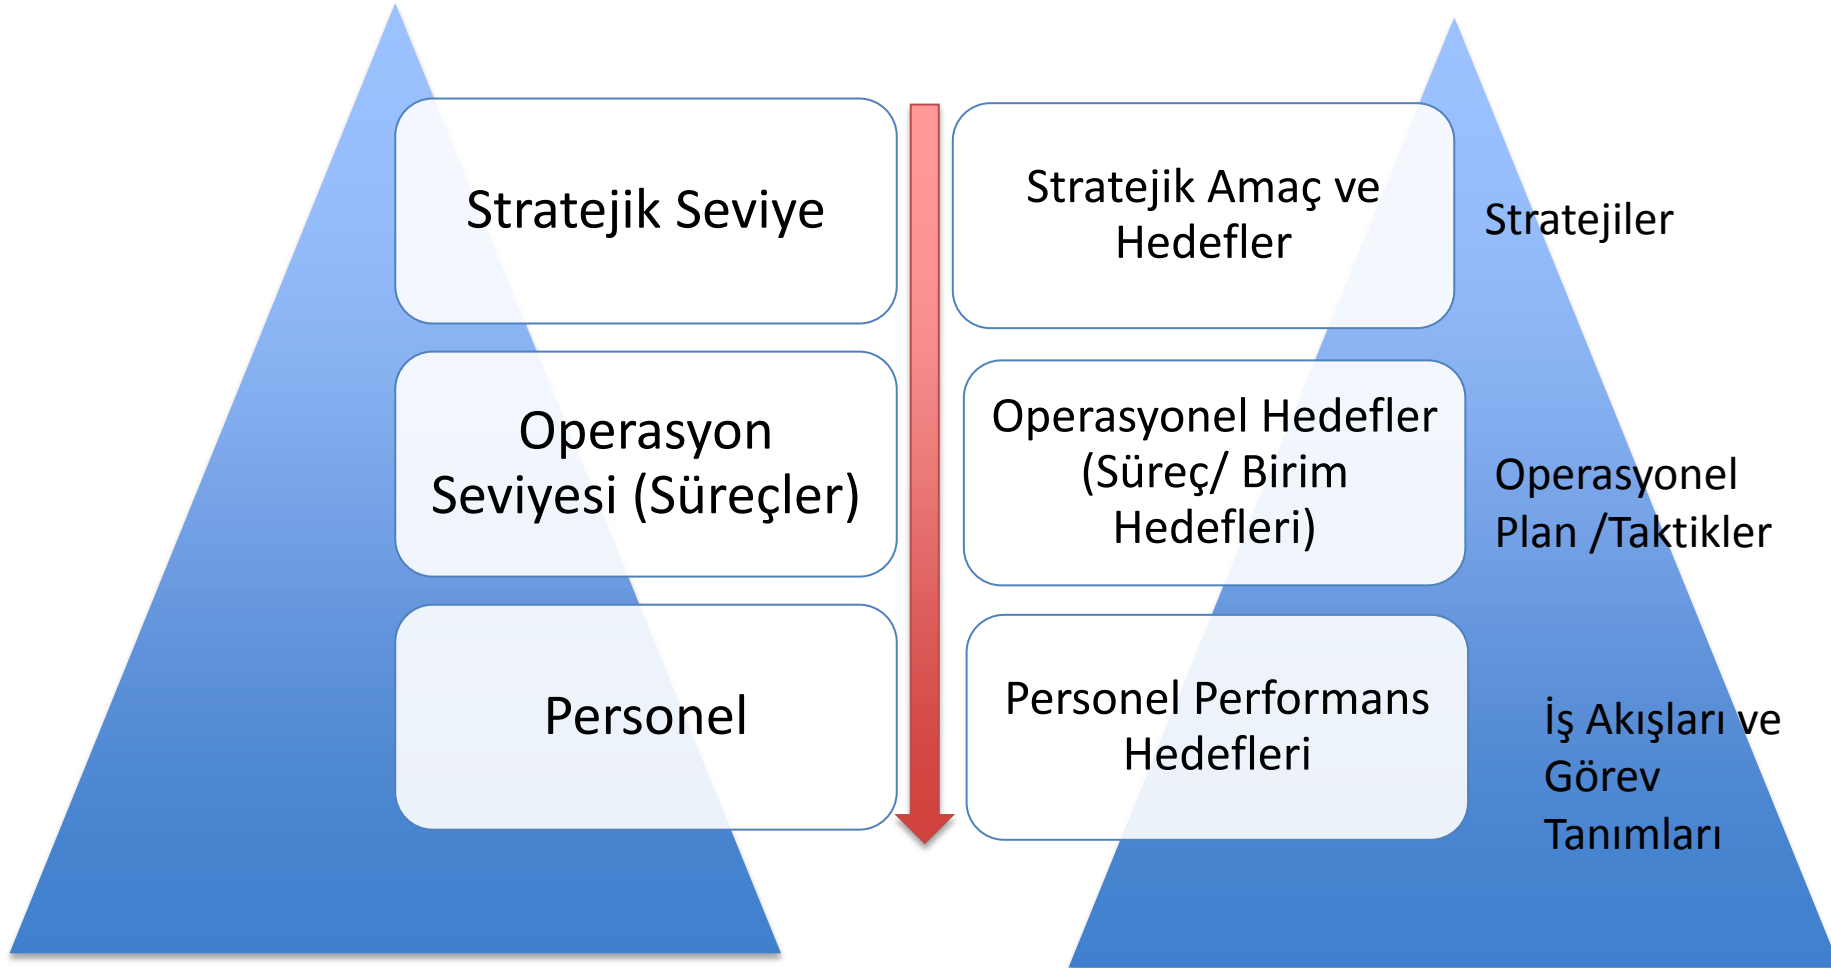 Stratejik Seviye
Stratejik Amaç ve
Hedefler
Stratejiler
Operasyon
Seviyesi (Süreçler)
Operasyonel Hedefler
(Süreç/ Birim
Hedefleri)
Operasyonel
Plan /Taktikler
Personel
Personel Performans
Hedefleri
İş Akışları ve
Görev
Tanımları